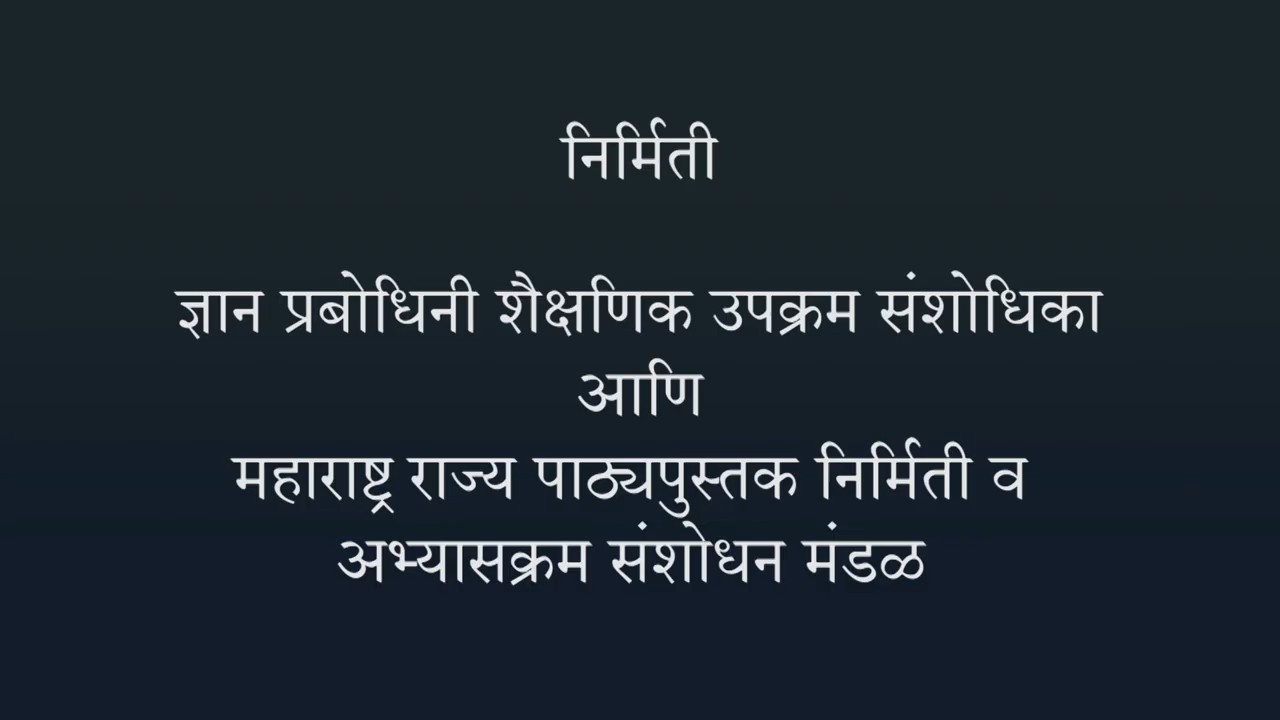 निर्मिती
ज्ञान प्रबोधिनी शैक्षणिक उपक्रम संशोधिका
आणि
महाराष्ट्र राज्य पाठ्यपुस्तक निर्मिती व
अभ्यासक्रम संशोधन मंडळ